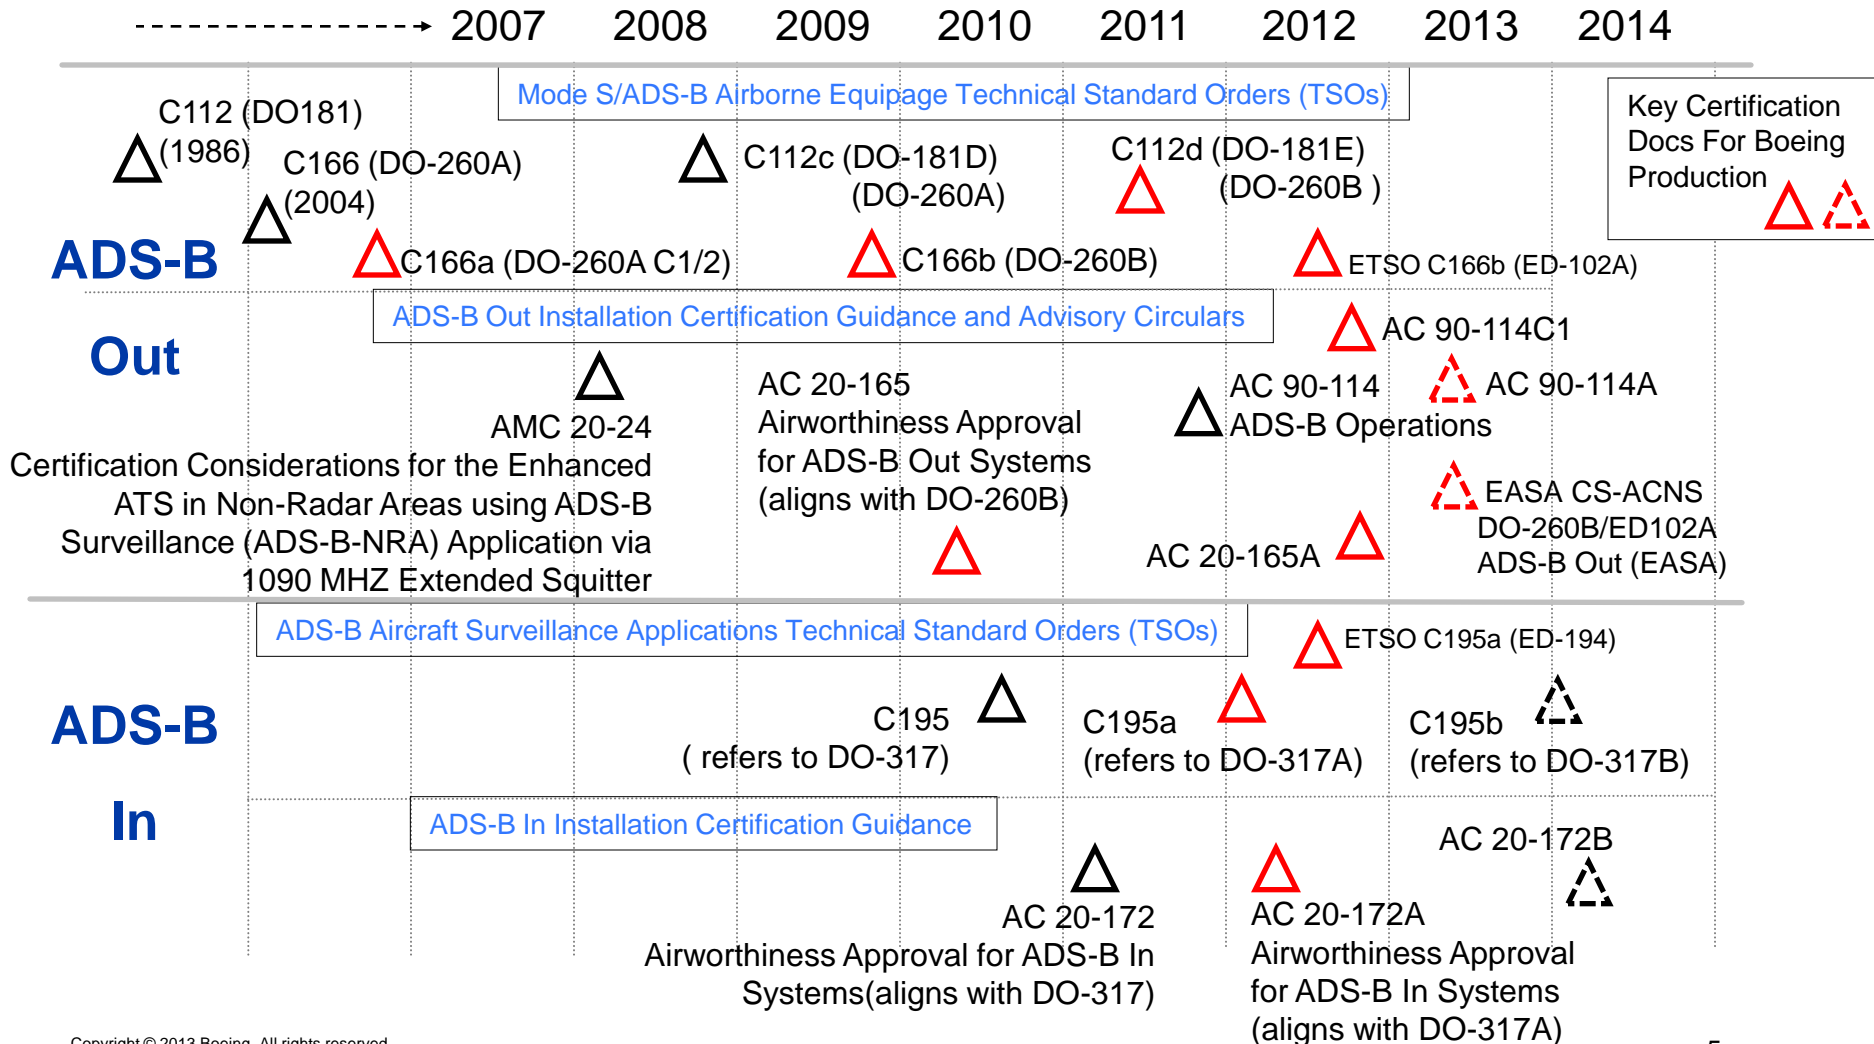 2007 2008 2009 2010 2011 2012 2013 2014
Mode S/ADS-B Airborne Equipage Technical Standard Orders (TSOs)
Key Certification
Docs For Boeing
Production
C112 (DO181)
(1986)
C166 (DO-260A)
(2004)
C112c (DO-181D)
(DO-260A)
C112d (DO-181E)
(DO-260B )
ADS-B
Out
C166a (DO-260A C1/2)
C166b (DO-260B)
ETSO C166b (ED-102A)
ADS-B Out Installation Certification Guidance and Advisory Circulars
AC 90-114C1
AMC 20-24
Certification Considerations for the Enhanced
ATS in Non-Radar Areas using ADS-B
Surveillance (ADS-B-NRA) Application via
1090 MHZ Extended Squitter
AC 20-165
Airworthiness Approval
for ADS-B Out Systems
(aligns with DO-260B)
AC 90-114
ADS-B Operations
AC 90-114A
EASA CS-ACNS
DO-260B/ED102A
ADS-B Out (EASA)
AC 20-165A
ADS-B Aircraft Surveillance Applications Technical Standard Orders (TSOs)
ETSO C195a (ED-194)
ADS-B
In
C195
( refers to DO-317)
C195a
(refers to DO-317A)
C195b
(refers to DO-317B)
ADS-B In Installation Certification Guidance
AC 20-172B
AC 20-172
Airworthiness Approval for ADS-B In
Systems(aligns with DO-317)
AC 20-172A
Airworthiness Approval
for ADS-B In Systems
(aligns with DO-317A)
Copyright © 2013 Boeing. All rights reserved